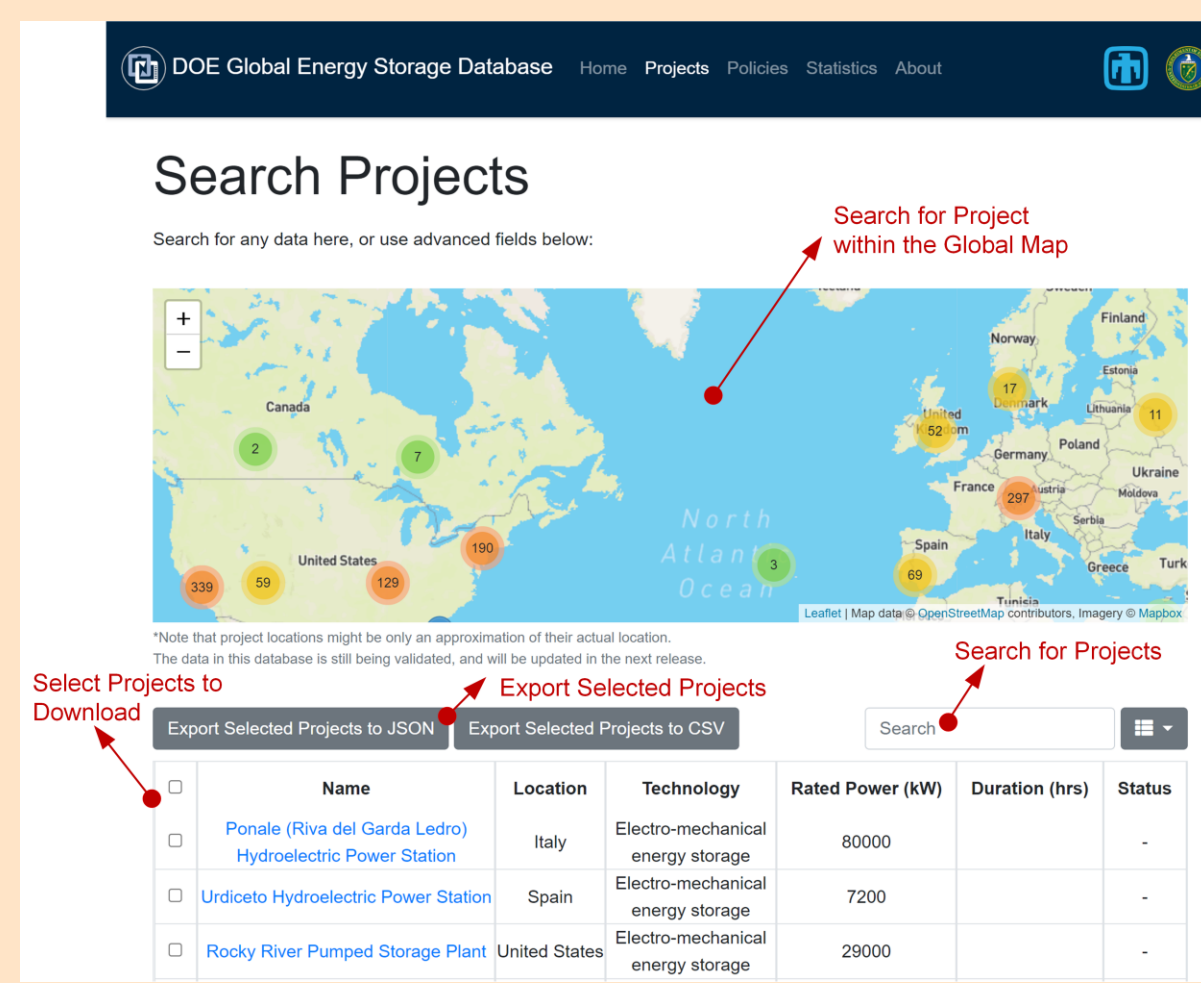 DOE Global Energy Storage Database Home Projects Policies Statistics About
Search Projects
Search for any data here, or use advanced fields below:
Search for Project
within the Global Map
+
−
Finland
Norway
Estonia
Canada
17
Denmark
Lithuania
11
United
Kingdom
52
2
7
Poland
Germany
Ukraine
France
297
Austria
Moldova
North
Atlantic
Ocean
Serbia
190
Italy
Spain
United States
3
Greece
Turk
339
59
129
69
Tunisia
Leaflet | Map data © OpenStreetMap contributors, Imagery © Mapbox
*Note that project locations might be only an approximation of their actual location.
The data in this database is still being validated, and will be updated in the next release.
Search for Projects
Select Projects to
Download
Export Selected Projects
Export Selected Projects to JSON
Export Selected Projects to CSV
Search
Name Location Technology Rated Power (kW) Duration (hrs) Status
Ponale (Riva del Garda Ledro)
Hydroelectric Power Station
Italy
Electro-mechanical
energy storage
80000
-
Urdiceto Hydroelectric Power Station
Spain
Electro-mechanical
energy storage
7200
-
Rocky River Pumped Storage Plant
United States
Electro-mechanical
energy storage
29000
-